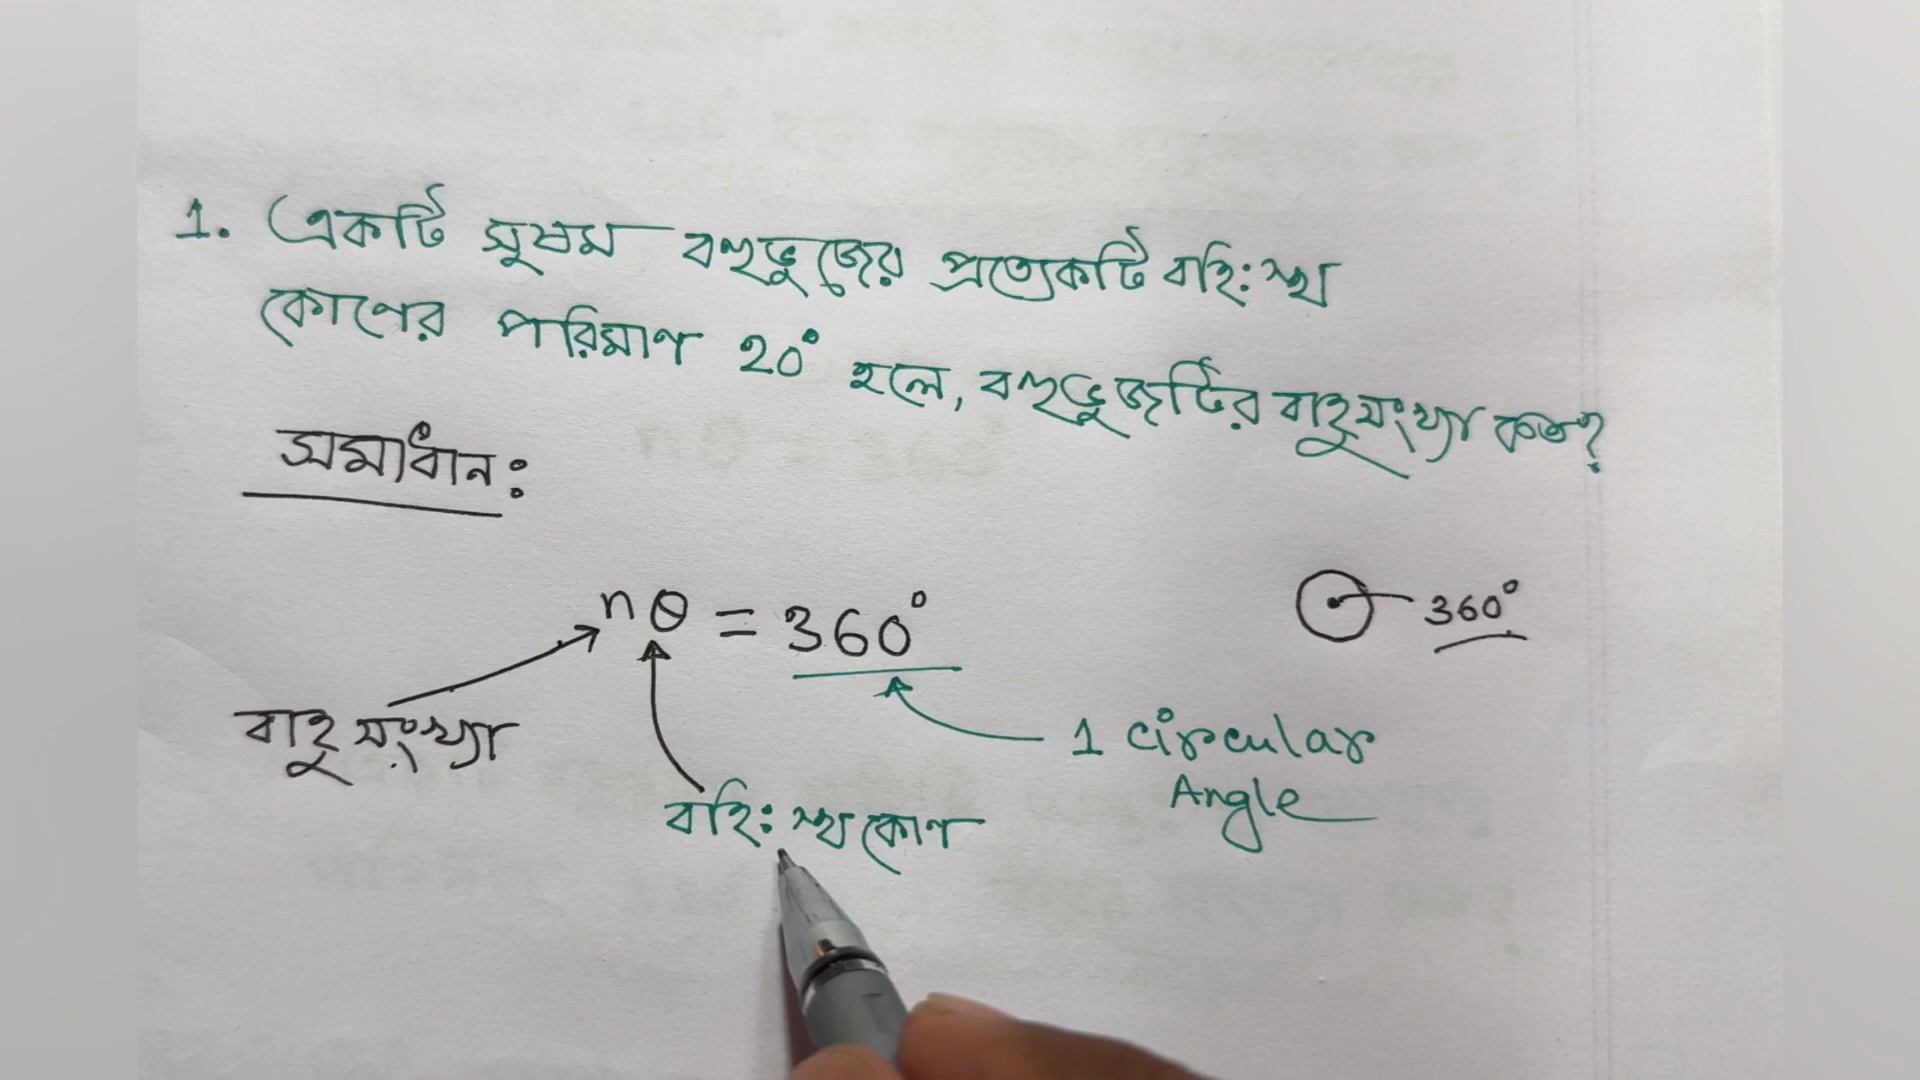 1. একটি সুষম বহুভুজের প্রত্যেকটি বহিঃস্থ
কোণের পরিমাণ ২০° হলে, বহুভুজটির বাহুসংখ্যা কত?
সমাধান:
nθ = 360°
360°
বাহু সংখ্যা
1 circular
Angle
বহিঃস্থ কোণ